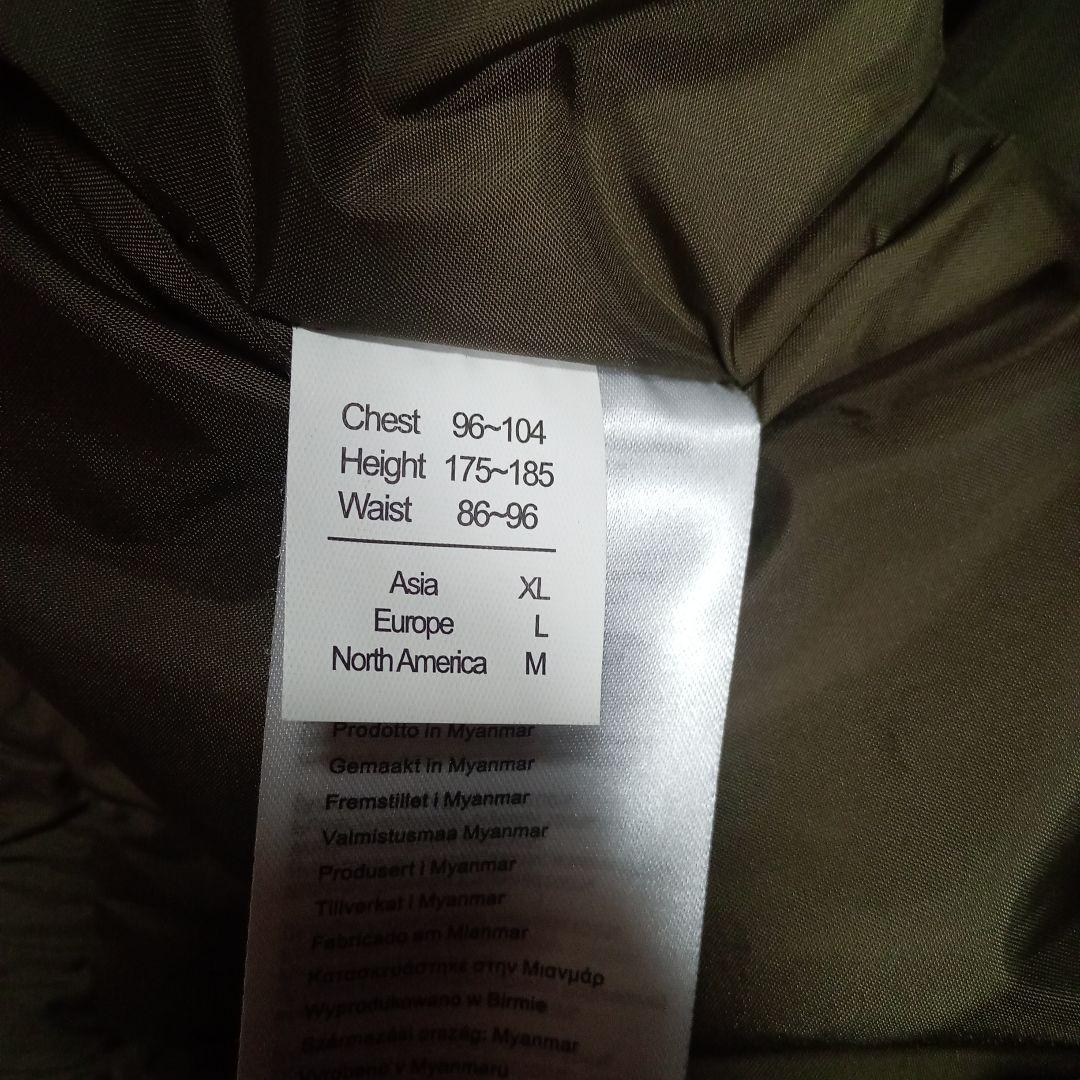 Chest 96~104
Height 175~185
Waist 86~96
Asia XL
Europe L
North America M
Prodotto in Myanmar
Gemaakt in Myanmar
Fremstillet i Myanmar
Valmistusmaa Myanmar
Produsert i Myanmar
Tillverkat i Myanmar
Fabricado em Mianmar
Κατασκευάστηκε στην Μιανμάρ
Wyprodukowano w Birmie
Származási ország: Myanmar
Vyrobeno v Myanmaru